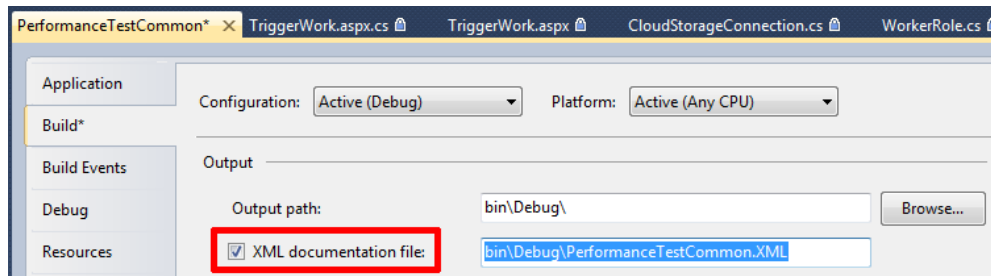 PerformanceTestCommon* X TriggerWork.aspx.cs TriggerWork.aspx CloudStorageConnection.cs WorkerRole.cs
Application
Configuration: Active (Debug) Platform: Active (Any CPU)
Build*
Build Events
Output
Debug
Output path: bin\Debug\ Browse...
Resources
XML documentation file: bin\Debug\PerformanceTestCommon.XML